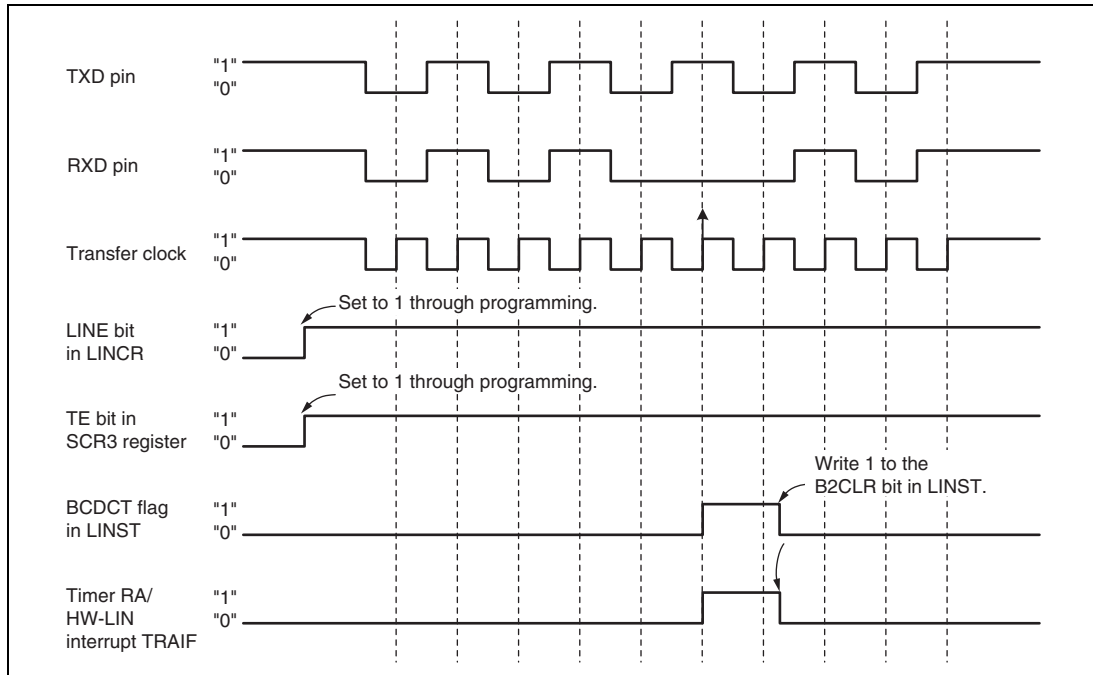 TXD pin
"1"
"0"
RXD pin
"1"
"0"
Transfer clock
"1"
"0"
Set to 1 through programming.
LINE bit
in LINCR
"1"
"0"
Set to 1 through programming.
TE bit in
SCR3 register
"1"
"0"
Write 1 to the
B2CLR bit in LINST.
BCDCT flag
in LINST
"1"
"0"
Timer RA/
HW-LIN
interrupt TRAIF
"1"
"0"